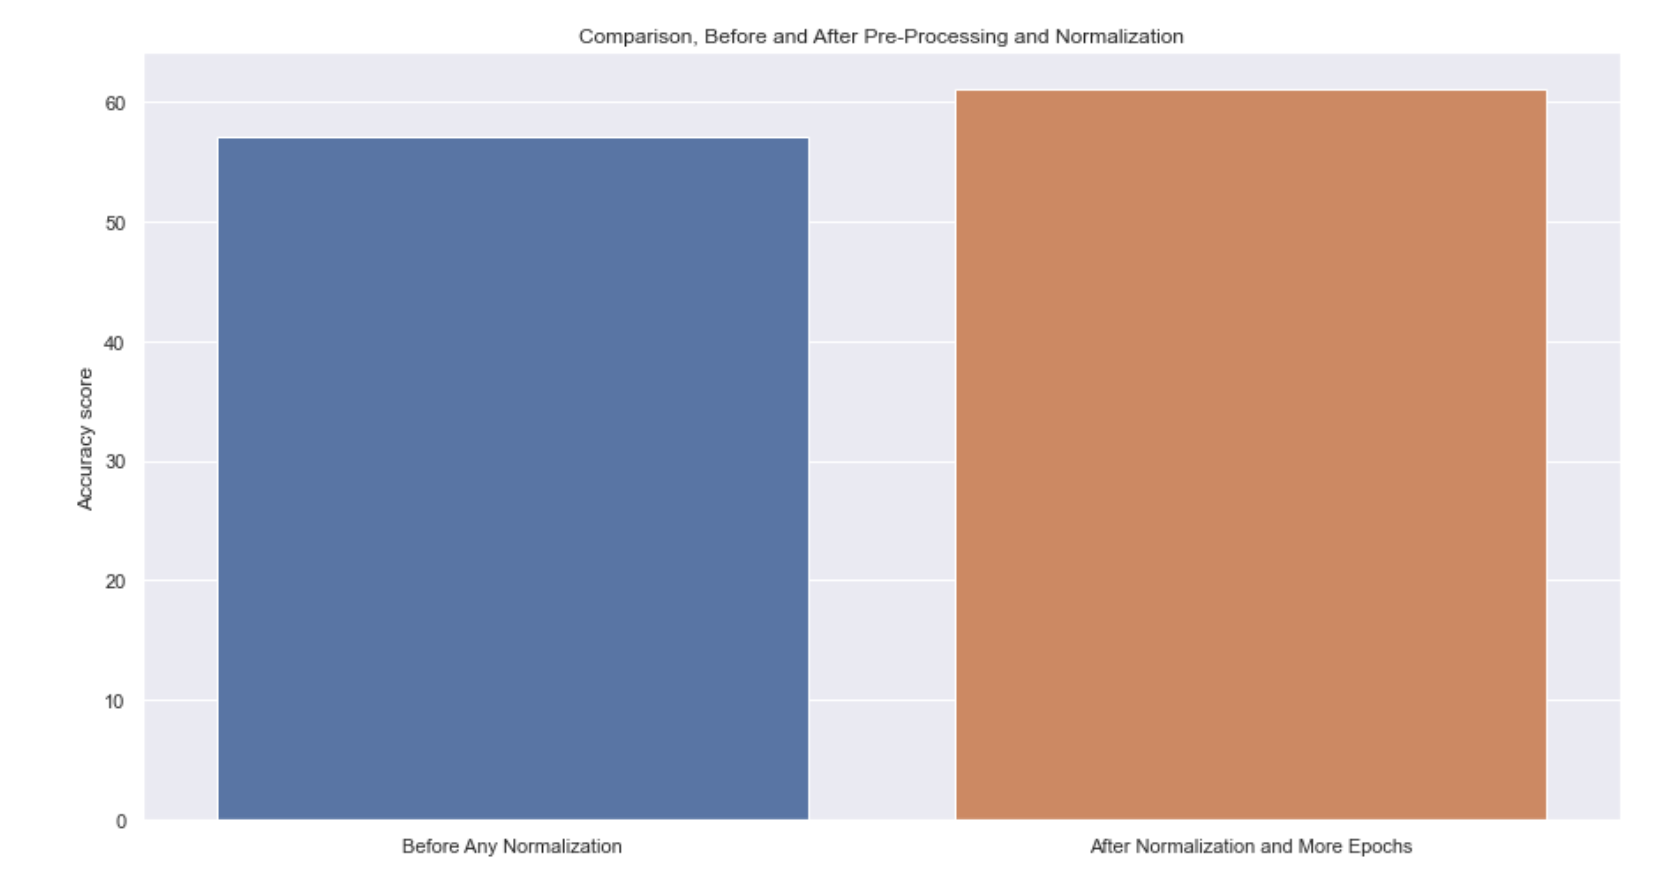 Comparison, Before and After Pre-Processing and Normalization
60
50
40
30
20
10
0
Accuracy score
Before Any Normalization
After Normalization and More Epochs